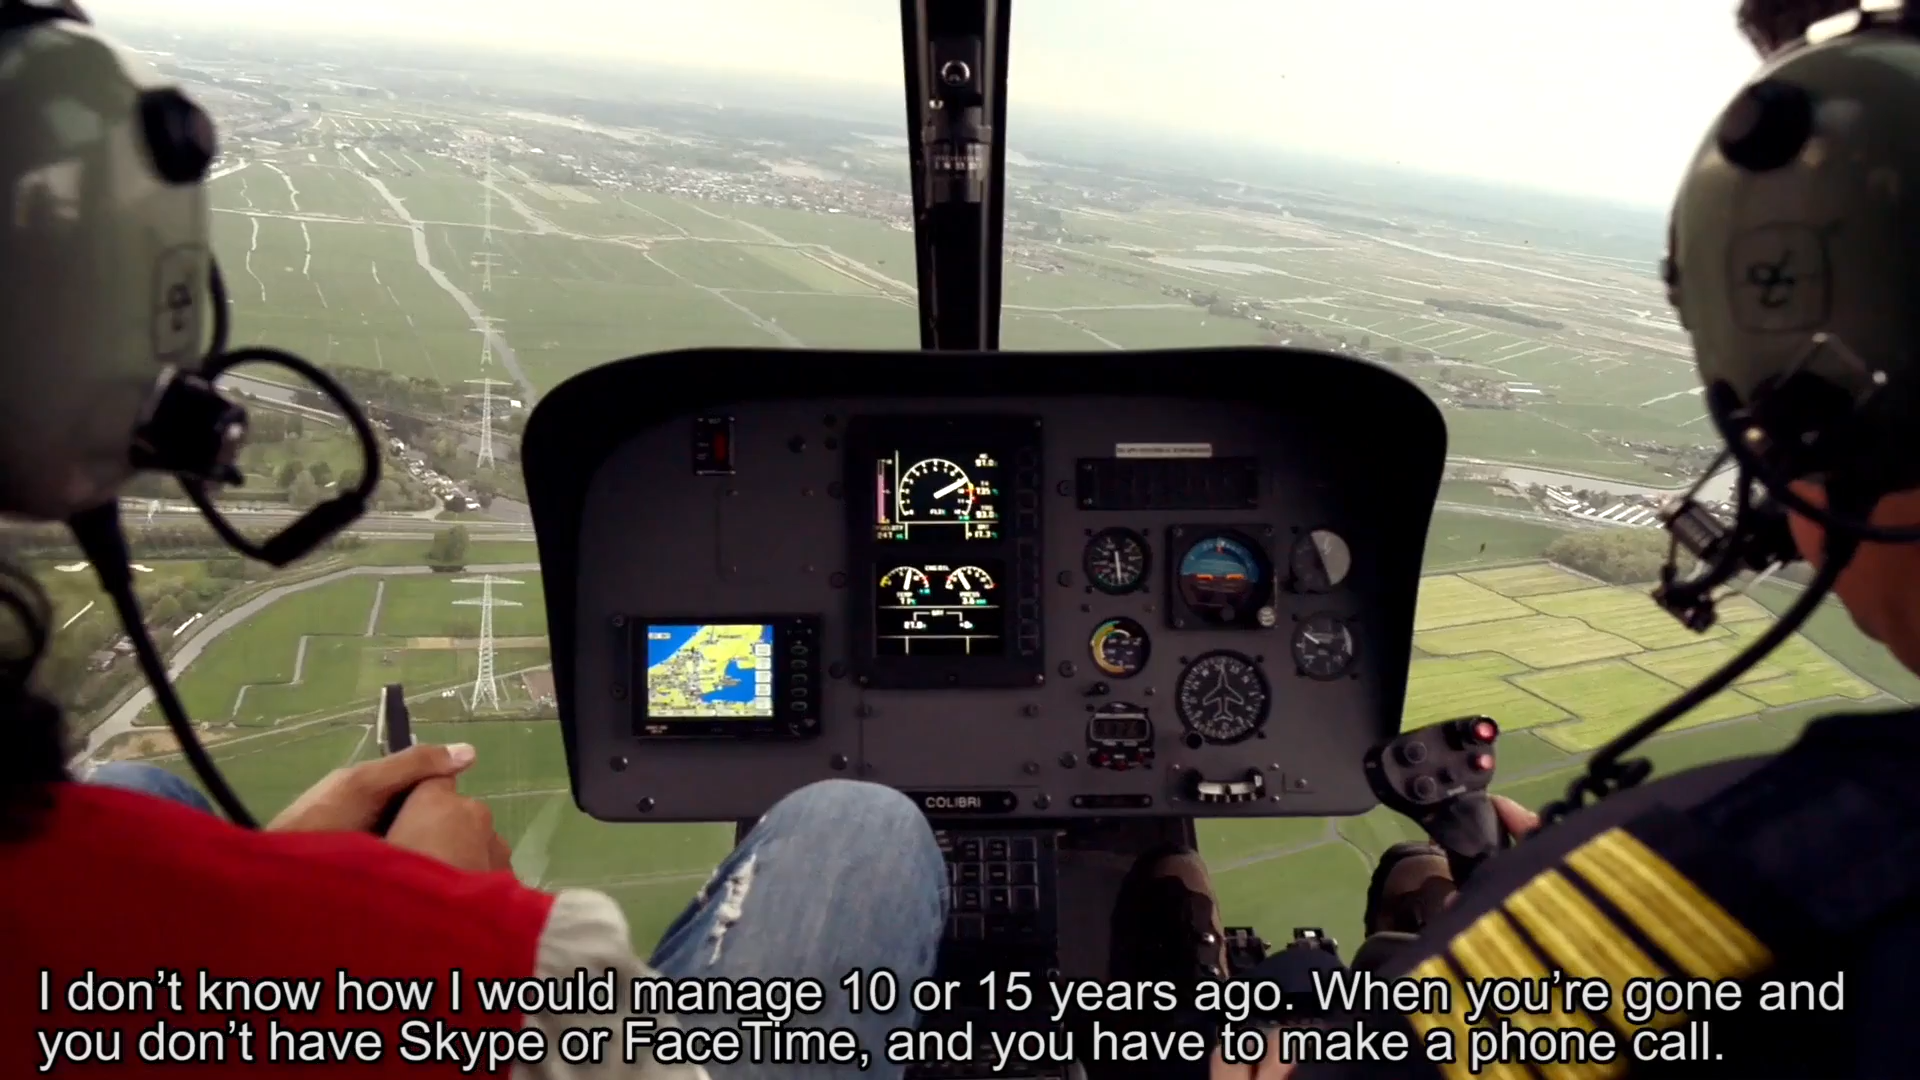 COLIBRI
I don't know how I would manage 10 or 15 years ago. When you're gone and
you don't have Skype or FaceTime, and you have to make a phone call.